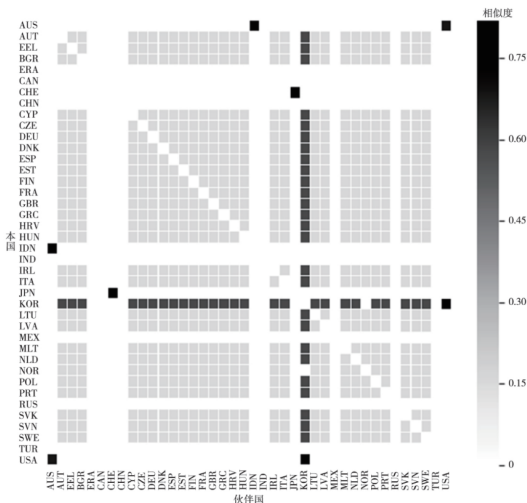 相似度
AUS
AUT
EEL
BGR
ERA
CAN
CHE
CHN
CYP
CZE
DEU
DNK
ESP
EST
FIN
FRA
GBR
GRC
HRV
HUN
IDN
IND
IRL
ITA
JPN
KOR
LTU
LVA
MEX
MLT
NLD
NOR
POL
PRT
RUS
SVK
SVN
SWE
TUR
USA
本国
0.75
0.60
0.45
0.30
0.15
0
AUS AUT EEL BGR ERA CAN CHE CHN CYP CZE DEU DNK ESP EST FIN FRA GBR GRC HRV HUN IDN IND IRL ITA JPN KOR LTU LVA MEX MLT NLD NOR POL PRT RUS SVK SVN SWE TUR USA
伙伴国